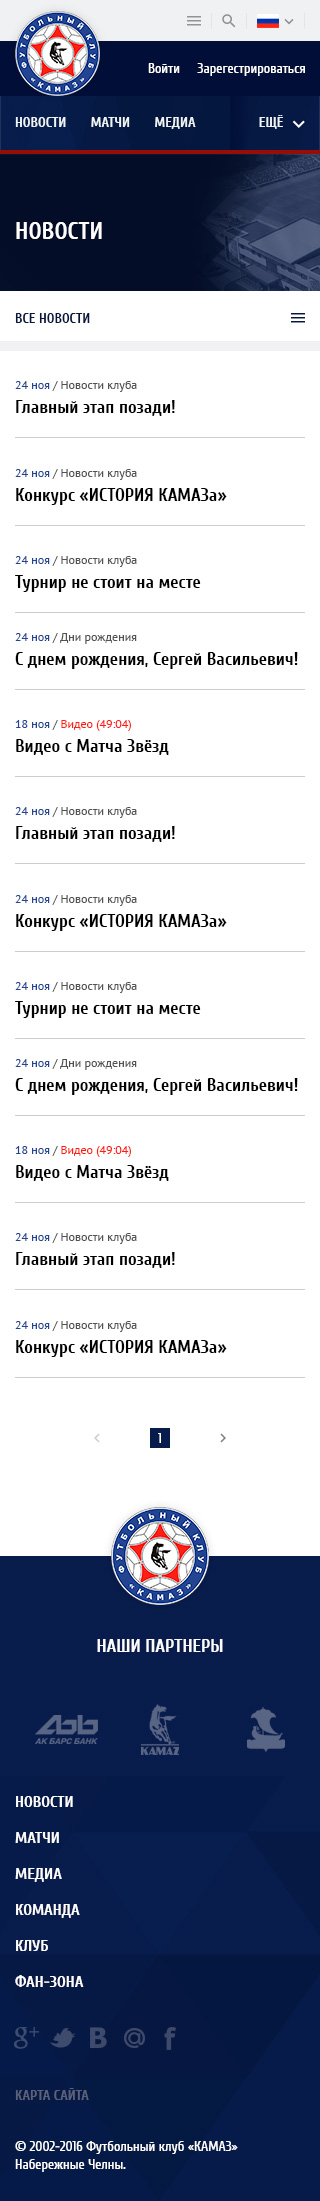 ФУТБОЛЬНЫЙ КЛУБ
«КАМАЗ»
Войти Зарегестрироваться
НОВОСТИ МАТЧИ МЕДИА ЕЩЁ
НОВОСТИ
ВСЕ НОВОСТИ
24 ноя / Новости клуба
Главный этап позади!
24 ноя / Новости клуба
Конкурс «ИСТОРИЯ КАМАЗа»
24 ноя / Новости клуба
Турнир не стоит на месте
24 ноя / Дни рождения
С днем рождения, Сергей Васильевич!
18 ноя / Видео (49:04)
Видео с Матча Звёзд
24 ноя / Новости клуба
Главный этап позади!
24 ноя / Новости клуба
Конкурс «ИСТОРИЯ КАМАЗа»
24 ноя / Новости клуба
Турнир не стоит на месте
24 ноя / Дни рождения
С днем рождения, Сергей Васильевич!
18 ноя / Видео (49:04)
Видео с Матча Звёзд
24 ноя / Новости клуба
Главный этап позади!
24 ноя / Новости клуба
Конкурс «ИСТОРИЯ КАМАЗа»
1
ФУТБОЛЬНЫЙ КЛУБ
«КАМАЗ»
НАШИ ПАРТНЕРЫ
АК БАРС БАНК
KAMAZ
НОВОСТИ
МАТЧИ
МЕДИА
КОМАНДА
КЛУБ
ФАН-ЗОНА
КАРТА САЙТА
© 2002-2016 Футбольный клуб «КАМАЗ»
Набережные Челны.